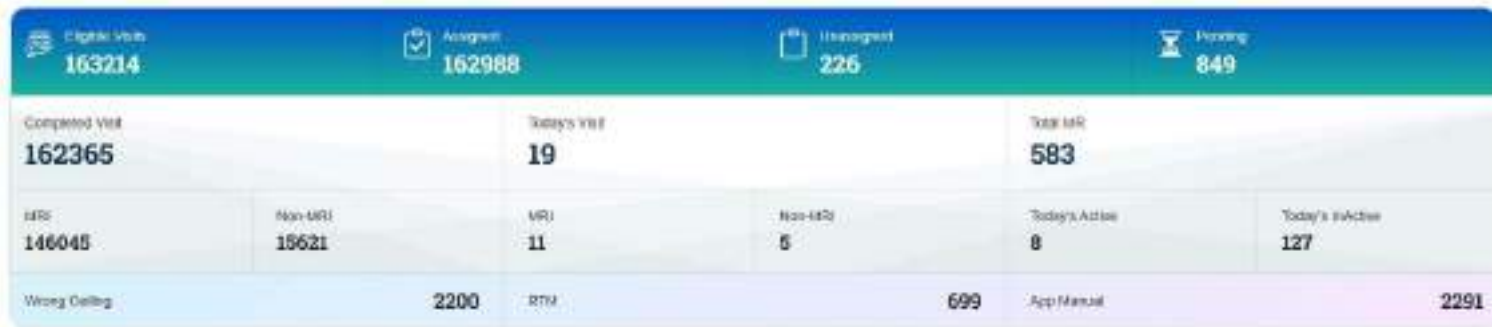 Eligible Visits
163214
Assigned
162988
Unassigned
226
Pending
849
Completed Visit
162365
Today's Visit
19
Total MR
583
MRI
146045
Non-MRI
15621
MRI
11
Non-MRI
5
Today's Active
8
Today's InActive
127
Wrong Calling
2200
RTM
699
App Manual
2291